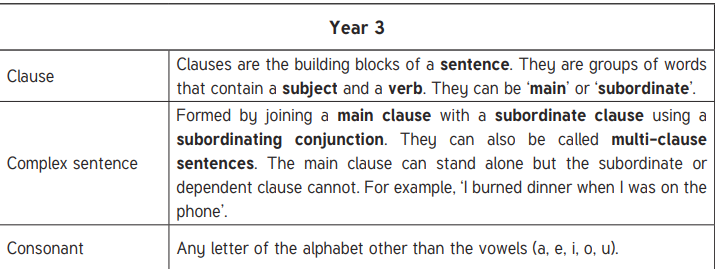 Year 3
Clause
Clauses are the building blocks of a sentence. They are groups of words
that contain a subject and a verb. They can be ‘main’ or ‘subordinate’.
Complex sentence
Formed by joining a main clause with a subordinate clause using a
subordinating conjunction. They can also be called multi-clause
sentences. The main clause can stand alone but the subordinate or
dependent clause cannot. For example, ‘I burned dinner when I was on the
phone’.
Consonant
Any letter of the alphabet other than the vowels (a, e, i, o, u).